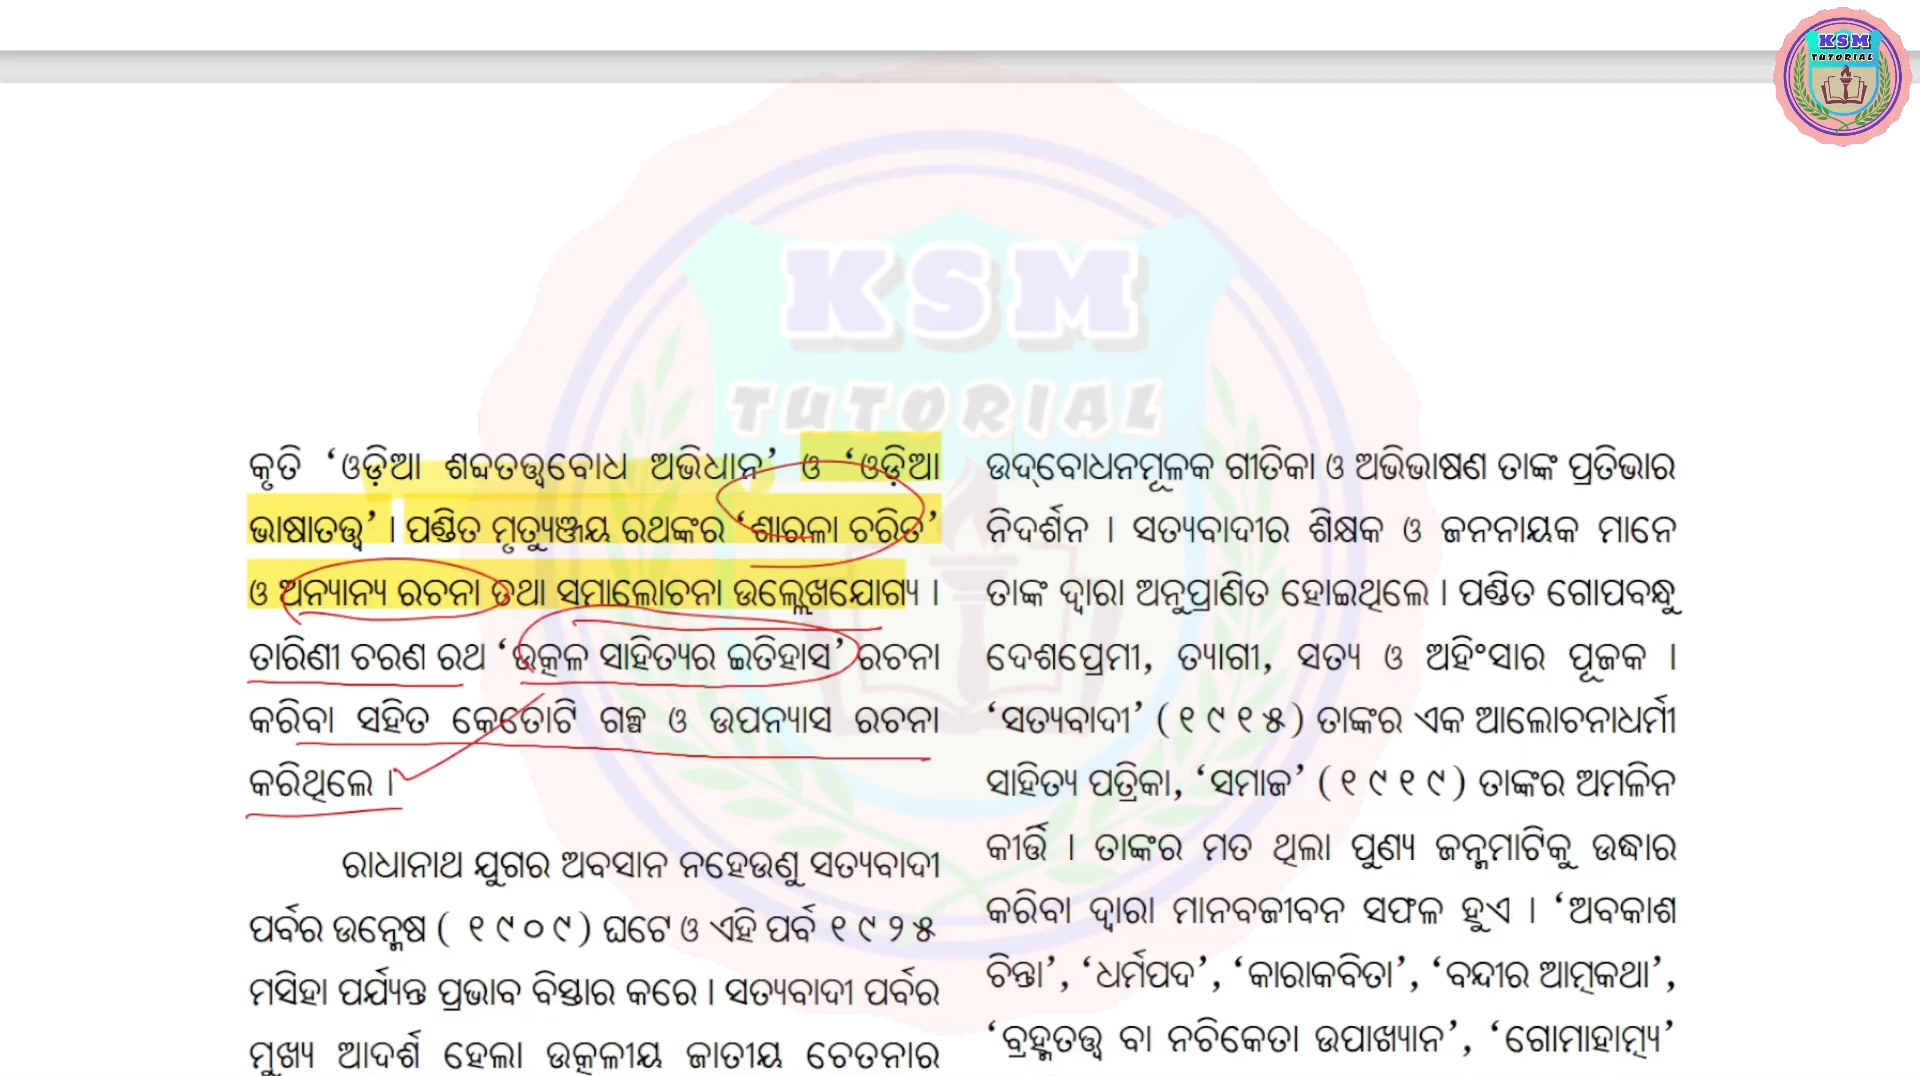 KSM
TUTORIAL
KSM
TUTORIAL
କୃତି ‘ଓଡ଼ିଆ ଶବ୍ଦତତ୍ତ୍ୱବୋଧ ଅଭିଧାନ’ ଓ ‘ଓଡ଼ିଆ
ଭାଷାତତ୍ତ୍ୱ’ । ପଣ୍ଡିତ ମୃତ୍ୟୁଞ୍ଜୟ ରଥଙ୍କର ‘ଶାରଳା ଚରିତ’
ଓ ଅନ୍ୟାନ୍ୟ ରଚନା ତଥା ସମାଲୋଚନା ଉଲ୍ଲେଖଯୋଗ୍ୟ ।
ତାରିଣୀ ଚରଣ ରଥ ‘ଉତ୍କଳ ସାହିତ୍ୟର ଇତିହାସ’ ରଚନା
କରିବା ସହିତ କେତୋଟି ଗଳ୍ପ ଓ ଉପନ୍ୟାସ ରଚନା
କରିଥିଲେ ।
ରାଧାନାଥ ଯୁଗର ଅବସାନ ନହେଉଣୁ ସତ୍ୟବାଦୀ
ପର୍ବର ଉନ୍ମେଷ ( ୧୯୦୯) ଘଟେ ଓ ଏହି ପର୍ବ ୧୯୨୫
ମସିହା ପର୍ଯ୍ୟନ୍ତ ପ୍ରଭାବ ବିସ୍ତାର କରେ । ସତ୍ୟବାଦୀ ପର୍ବର
ମୁଖ୍ୟ ଆଦର୍ଶ ହେଲା ଉତ୍କଳୀୟ ଜାତୀୟ ଚେତନାର
ଉଦ୍‌ବୋଧନମୂଳକ ଗୀତିକା ଓ ଅଭିଭାଷଣ ତାଙ୍କ ପ୍ରତିଭାର
ନିଦର୍ଶନ । ସତ୍ୟବାଦୀର ଶିକ୍ଷକ ଓ ଜନନାୟକ ମାନେ
ତାଙ୍କ ଦ୍ୱାରା ଅନୁପ୍ରାଣିତ ହୋଇଥିଲେ । ପଣ୍ଡିତ ଗୋପବନ୍ଧୁ
ଦେଶପ୍ରେମୀ, ତ୍ୟାଗୀ, ସତ୍ୟ ଓ ଅହିଂସାର ପୂଜକ ।
‘ସତ୍ୟବାଦୀ’ (୧୯୧୫) ତାଙ୍କର ଏକ ଆଲୋଚନାଧର୍ମୀ
ସାହିତ୍ୟ ପତ୍ରିକା, ‘ସମାଜ’ (୧୯୧୯) ତାଙ୍କର ଅମଳିନ
କୀର୍ତ୍ତି । ତାଙ୍କର ମତ ଥିଲା ପୁଣ୍ୟ ଜନ୍ମମାଟିକୁ ଉଦ୍ଧାର
କରିବା ଦ୍ୱାରା ମାନବଜୀବନ ସଫଳ ହୁଏ । ‘ଅବକାଶ
ଚିନ୍ତା’, ‘ଧର୍ମପଦ’, ‘କାରାକବିତା’, ‘ବନ୍ଦୀର ଆତ୍ମକଥା’,
‘ବ୍ରହ୍ମତତ୍ତ୍ୱ ବା ନଚିକେତା ଉପାଖ୍ୟାନ’, ‘ଗୋମାହାତ୍ମ୍ୟ’